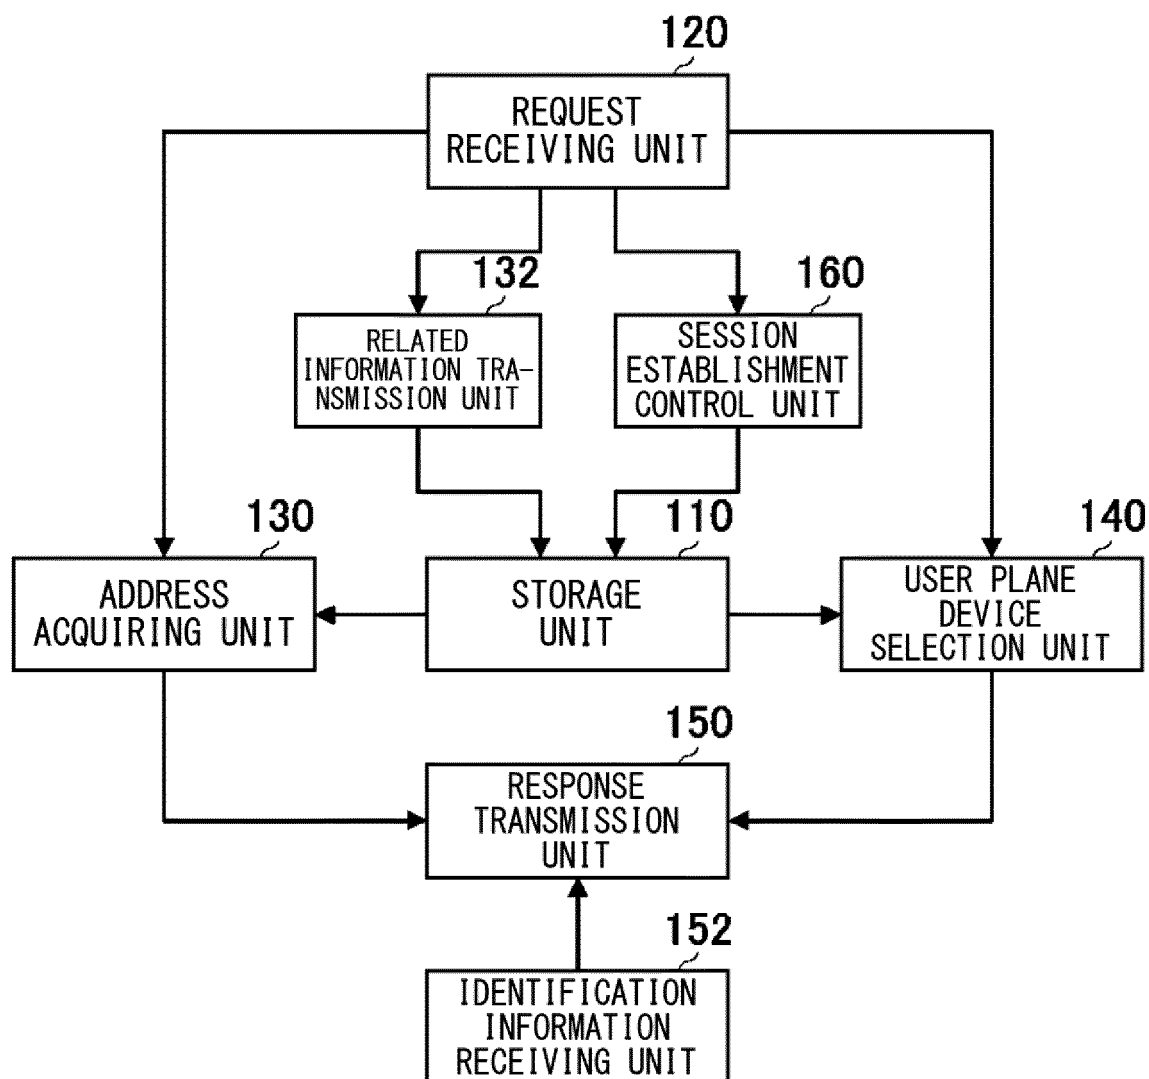 120
REQUEST
RECEIVING UNIT
132
160
RELATED
INFORMATION TRA-
NSMISSION UNIT
SESSION
ESTABLISHMENT
CONTROL UNIT
130
110
140
ADDRESS
ACQUIRING UNIT
STORAGE
UNIT
USER PLANE
DEVICE
SELECTION UNIT
150
RESPONSE
TRANSMISSION
UNIT
152
IDENTIFICATION
INFORMATION
RECEIVING UNIT